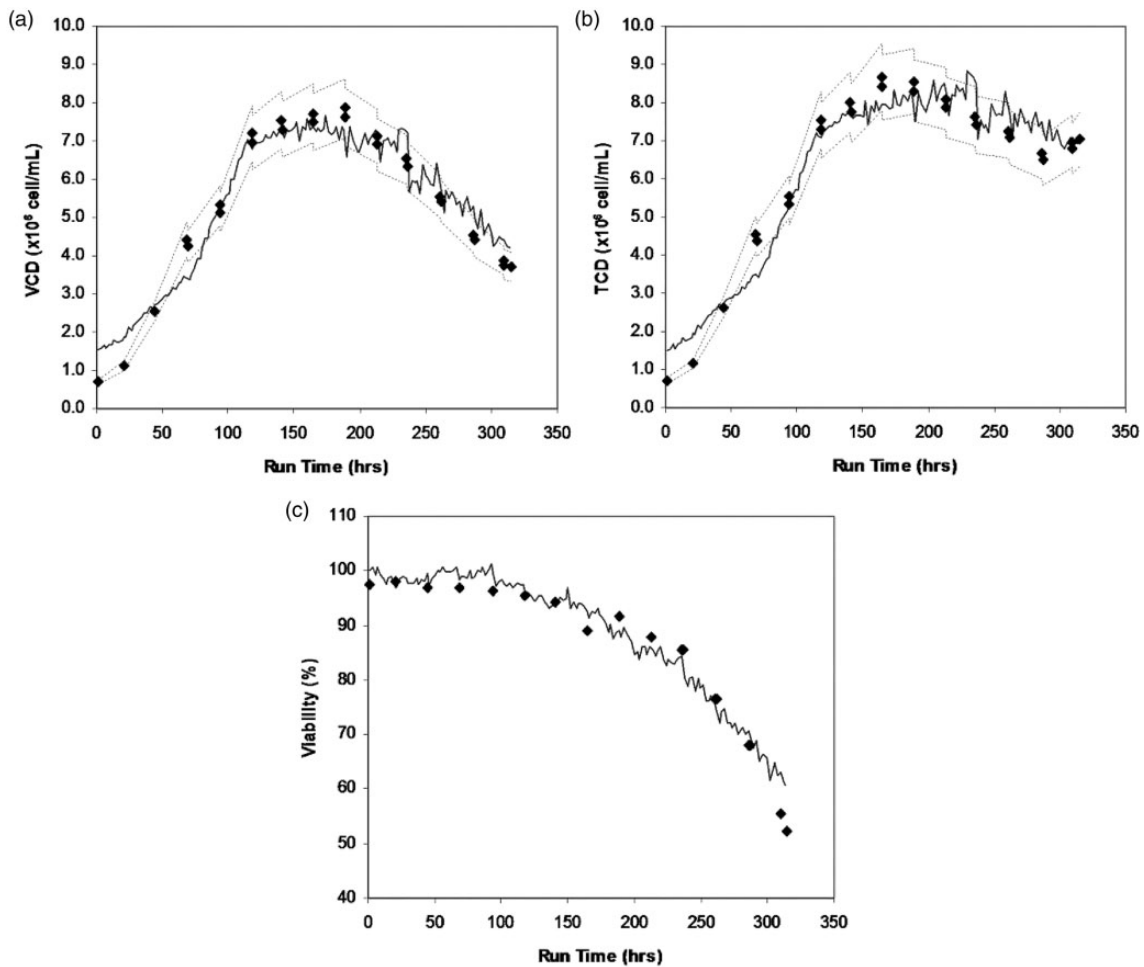 (a)
10.0
9.0
8.0
7.0
6.0
5.0
4.0
3.0
2.0
1.0
0.0
VCD (x10⁶ cell/mL)
0 50 100 150 200 250 300 350
Run Time (hrs)
(b)
10.0
9.0
8.0
7.0
6.0
5.0
4.0
3.0
2.0
1.0
0.0
TCD (x10⁶ cell/mL)
0 50 100 150 200 250 300 350
Run Time (hrs)
(c)
110
100
90
80
70
60
50
40
Viability (%)
0 50 100 150 200 250 300 350
Run Time (hrs)